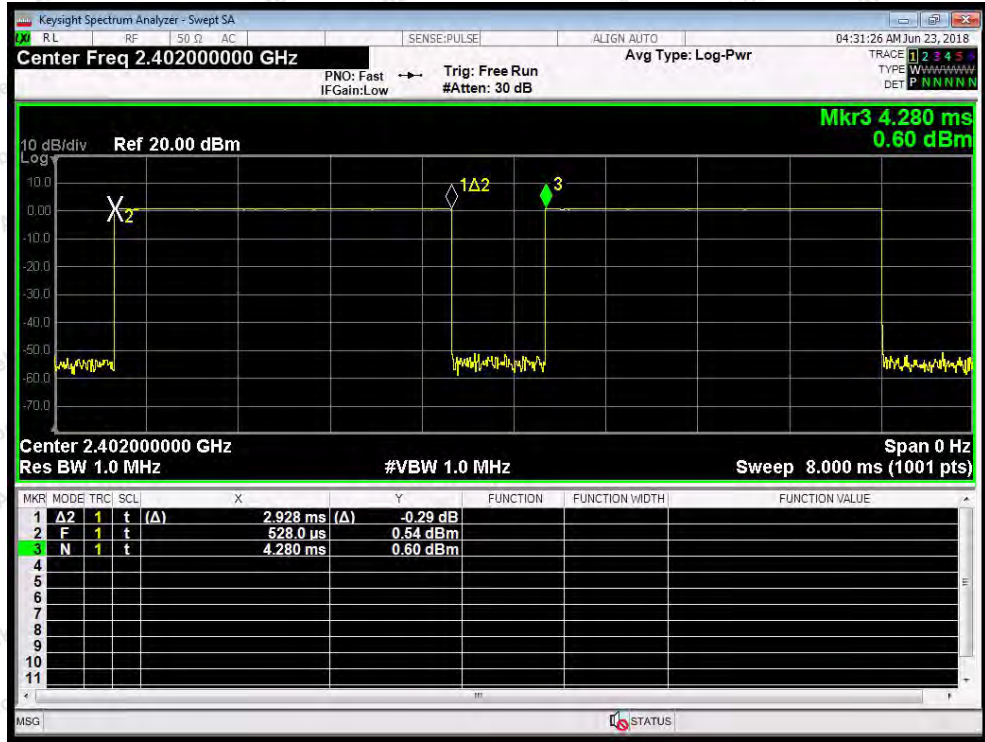 Keysight Spectrum Analyzer - Swept SA
RL RF 50 Ω AC SENSE:PULSE ALIGN AUTO 04:31:26 AM Jun 23, 2018
Center Freq 2.402000000 GHz
PNO: Fast
IFGain:Low
Trig: Free Run
#Atten: 30 dB
Avg Type: Log-Pwr
TRACE 1 2 3 4 5 6
TYPE WWWWWW
DET P N N N N N
Mkr3 4.280 ms
0.60 dBm
10 dB/div Ref 20.00 dBm
Log
10.0
0.00
-10.0
-20.0
-30.0
-40.0
-50.0
-60.0
-70.0
X2
1Δ2
3
Center 2.402000000 GHz Span 0 Hz
Res BW 1.0 MHz #VBW 1.0 MHz Sweep 8.000 ms (1001 pts)
MKR MODE TRC SCL X Y FUNCTION FUNCTION WIDTH FUNCTION VALUE
1 Δ2 1 t (Δ) 2.928 ms (Δ) -0.29 dB
2 F 1 t 528.0 µs 0.54 dBm
3 N 1 t 4.280 ms 0.60 dBm
4
5
6
7
8
9
10
11
MSG STATUS